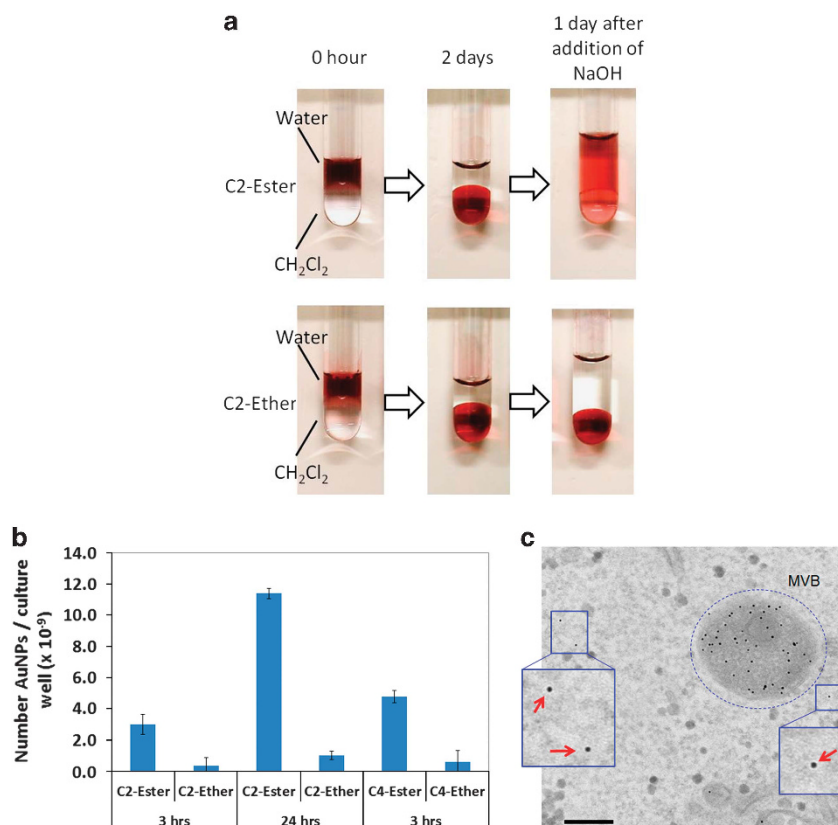 a
0 hour
2 days
1 day after
addition of
NaOH
Water
C2-Ester
CH₂Cl₂
Water
C2-Ether
CH₂Cl₂
b
Number AuNPs / culture
well (x 10⁻⁹)
14.0
12.0
10.0
8.0
6.0
4.0
2.0
0.0
C2-Ester C2-Ether C2-Ester C2-Ether C4-Ester C4-Ether
3 hrs 24 hrs 3 hrs
c
MVB